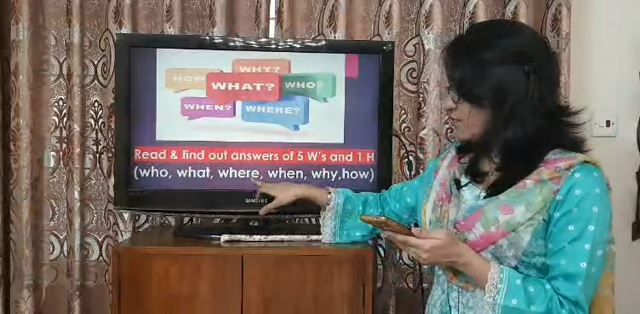 WHY?
HOW?
WHAT?
WHO?
WHEN?
WHERE?
Read & find out answers of 5 W's and 1 H
(who, what, where, when, why,how)
SAMSUNG